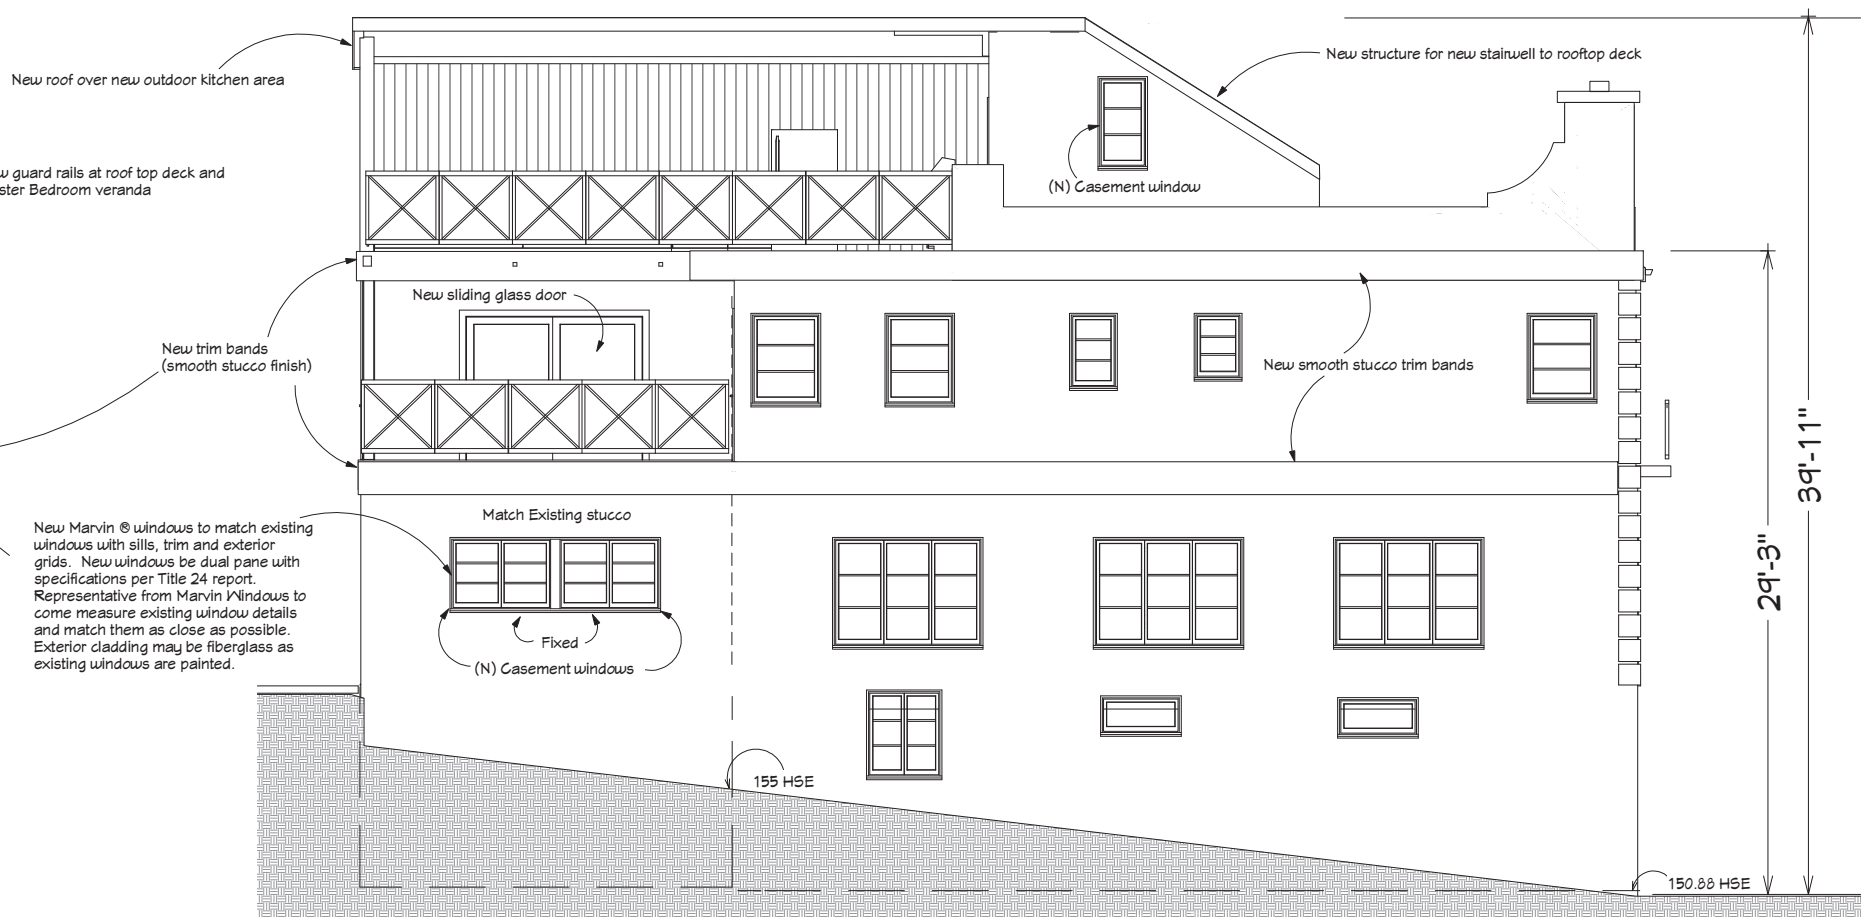 New roof over new outdoor kitchen area
New structure for new stairwell to rooftop deck
guard rails at roof top deck and
Bedroom veranda
(N) Casement window
New sliding glass door
New trim bands
(smooth stucco finish)
New smooth stucco trim bands
39'-11"
29'-3"
Match Existing stucco
New Marvin ® windows to match existing
windows with sills, trim and exterior
grids. New windows be dual pane with
specifications per Title 24 report.
Representative from Marvin Windows to
come measure existing window details
and match them as close as possible.
Exterior cladding may be fiberglass as
existing windows are painted.
Fixed
(N) Casement windows
155 HSE
150.88 HSE